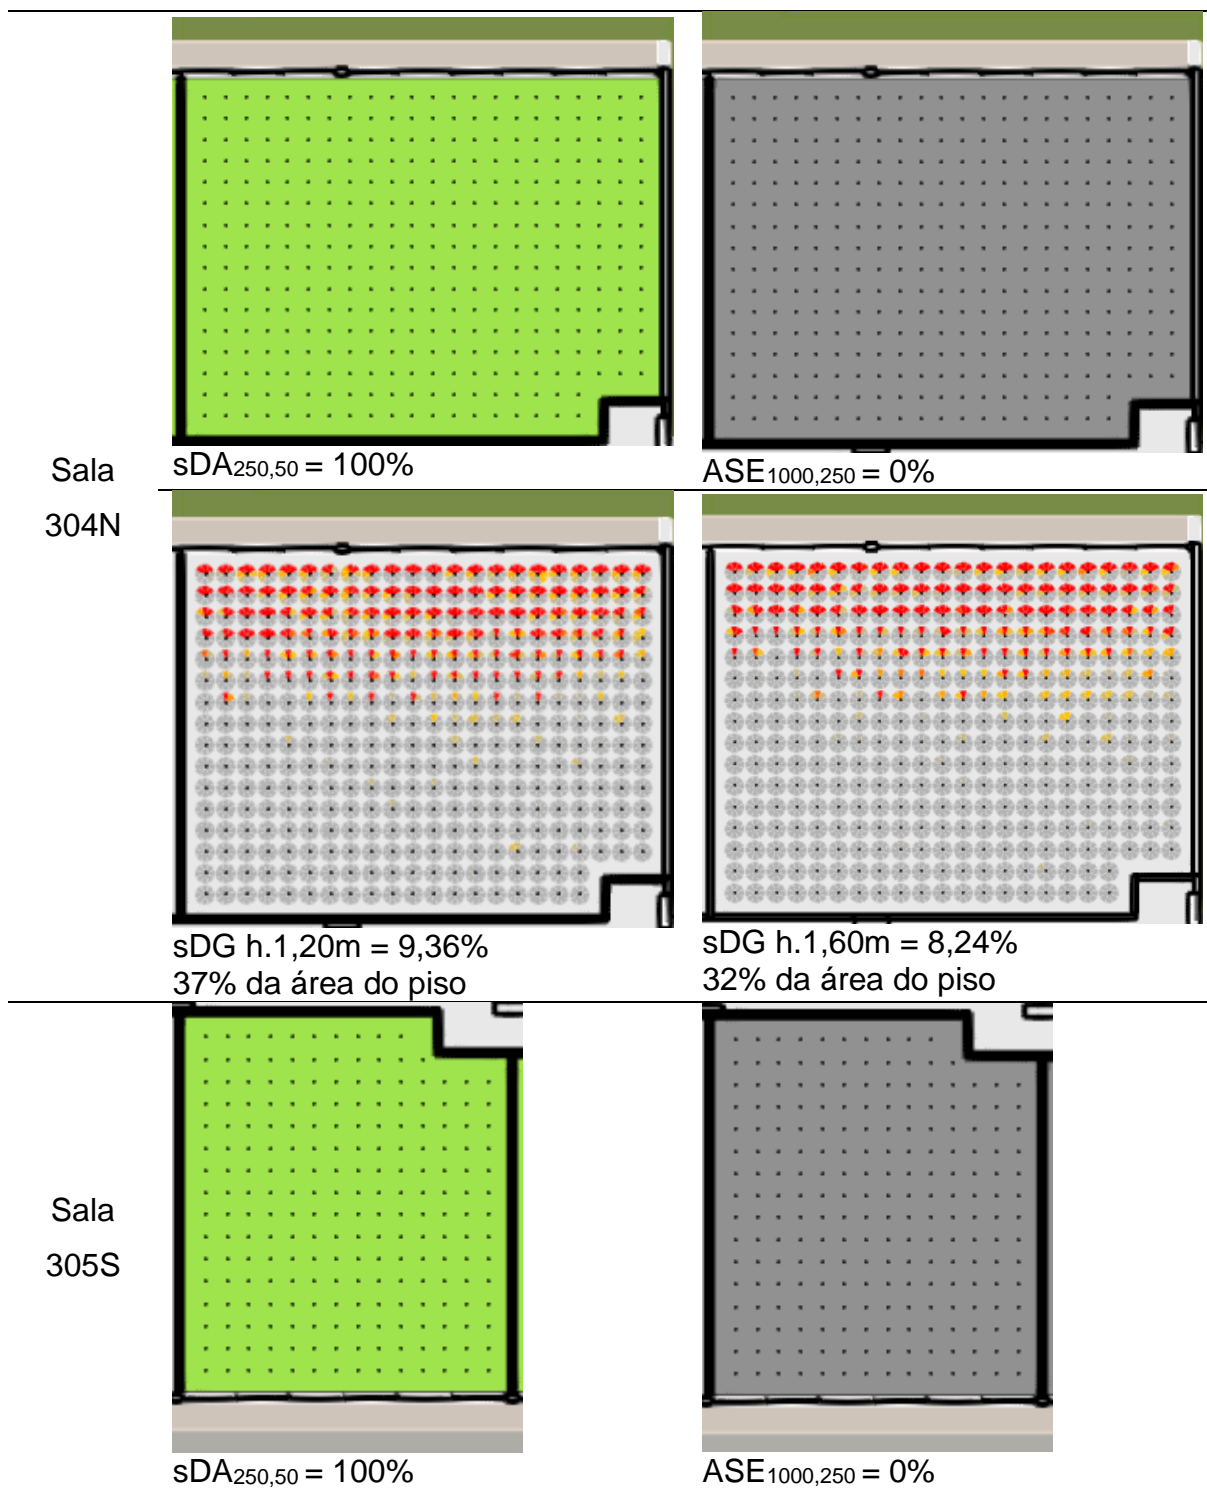 sDA250,50 = 100%
ASE1000,250 = 0%
Sala
304N
sDG h.1,20m = 9,36%
37% da área do piso
sDG h.1,60m = 8,24%
32% da área do piso
Sala
305S
sDA250,50 = 100%
ASE1000,250 = 0%